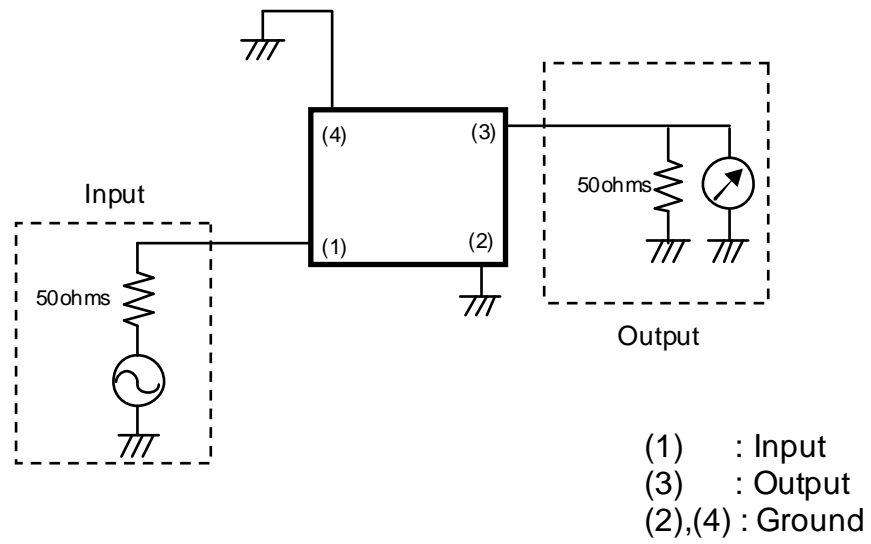 (4)
(3)
50ohms
Input
(1)
(2)
50ohms
Output
(1) : Input
(3) : Output
(2),(4) : Ground